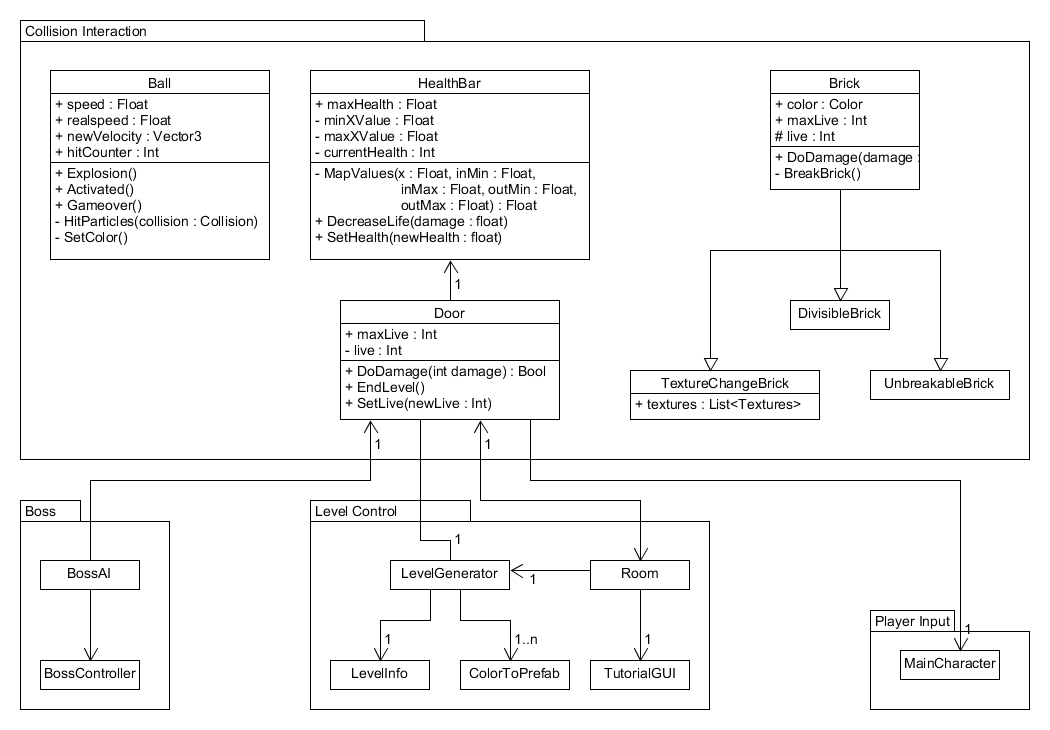 Collision Interaction
Ball
+ speed : Float
+ realspeed : Float
+ newVelocity : Vector3
+ hitCounter : Int
+ Explosion()
+ Activated()
+ Gameover()
- HitParticles(collision : Collision)
- SetColor()
HealthBar
+ maxHealth : Float
- minXValue : Float
- maxXValue : Float
- currentHealth : Int
- MapValues(x : Float, inMin : Float,
inMax : Float, outMin : Float,
outMax : Float) : Float
+ DecreaseLife(damage : float)
+ SetHealth(newHealth : float)
Brick
+ color : Color
+ maxLive : Int
# live : Int
+ DoDamage(damage :
- BreakBrick()
1
Door
+ maxLive : Int
- live : Int
+ DoDamage(int damage) : Bool
+ EndLevel()
+ SetLive(newLive : Int)
DivisibleBrick
TextureChangeBrick
+ textures : List<Textures>
UnbreakableBrick
1
1
Boss
BossAI
BossController
Level Control
1
LevelGenerator
1
Room
1
1..n
1
LevelInfo
ColorToPrefab
TutorialGUI
Player Input
1
MainCharacter